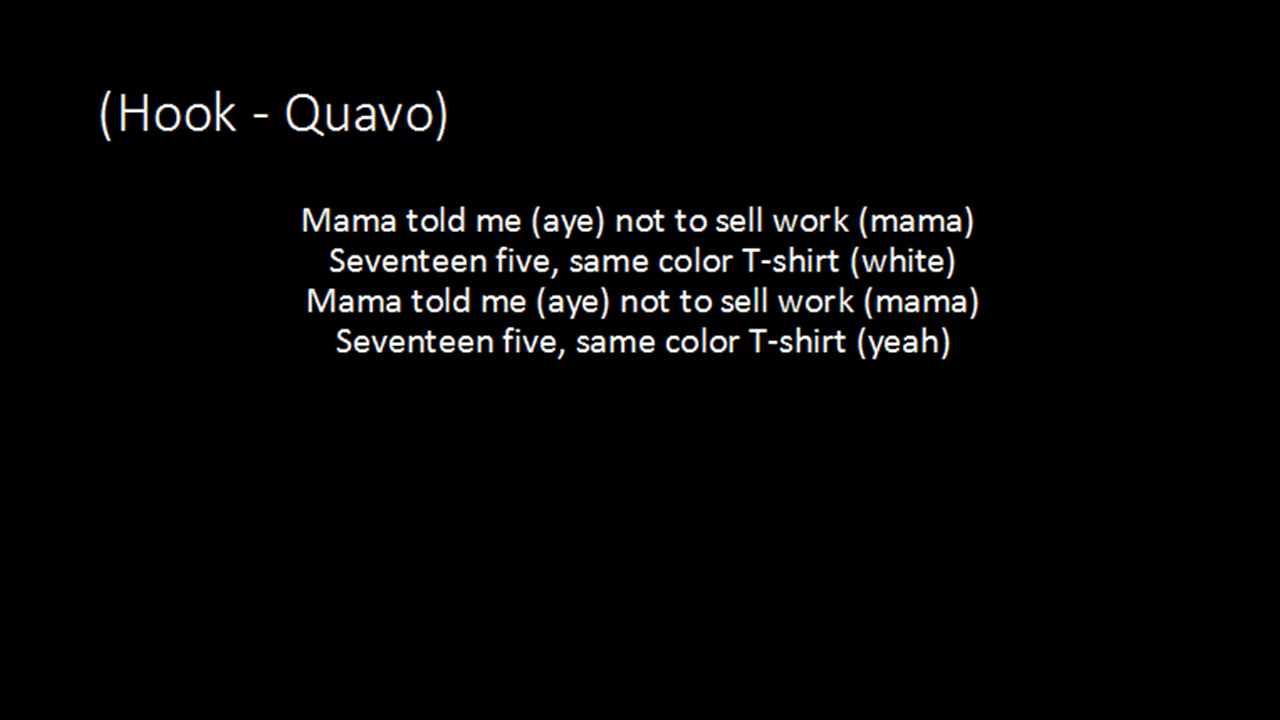 (Hook - Quavo)
Mama told me (aye) not to sell work (mama)
Seventeen five, same color T-shirt (white)
Mama told me (aye) not to sell work (mama)
Seventeen five, same color T-shirt (yeah)